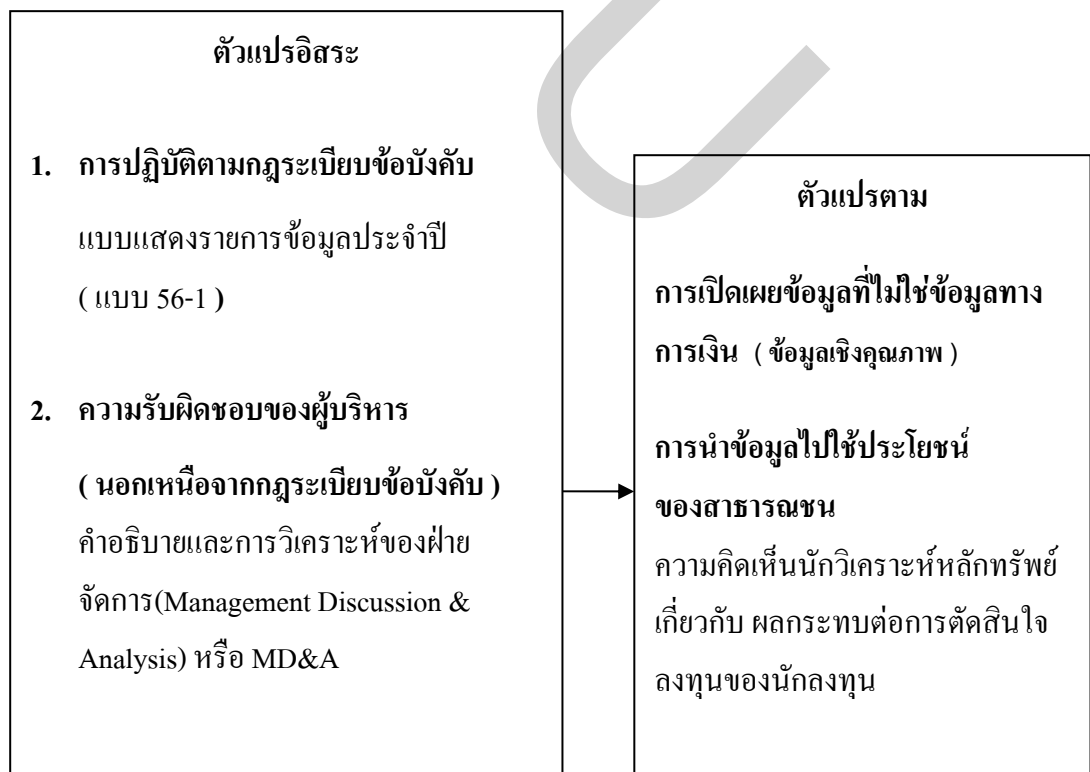 ตัวแปรอิสระ
1. การปฏิบัติตามกฎระเบียบข้อบังคับ
แบบแสดงรายการข้อมูลประจำปี
( แบบ 56-1 )
2. ความรับผิดชอบของผู้บริหาร
( นอกเหนือจากกฎระเบียบข้อบังคับ )
คำอธิบายและการวิเคราะห์ของฝ่าย
จัดการ(Management Discussion &
Analysis) หรือ MD&A
ตัวแปรตาม
การเปิดเผยข้อมูลที่ไม่ใช่ข้อมูลทาง
การเงิน ( ข้อมูลเชิงคุณภาพ )
การนำข้อมูลไปใช้ประโยชน์
ของสาธารณชน
ความคิดเห็นนักวิเคราะห์หลักทรัพย์
เกี่ยวกับ ผลกระทบต่อการตัดสินใจ
ลงทุนของนักลงทุน